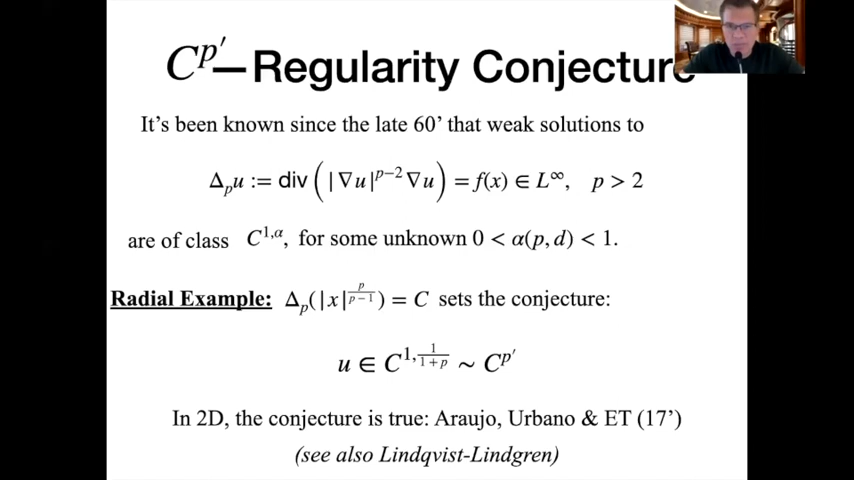 C^{p'}—Regularity Conjecture
It's been known since the late 60' that weak solutions to
Δ_p u := div ( |∇u|^{p−2} ∇u ) = f(x) ∈ L^∞, p > 2
are of class C^{1,α}, for some unknown 0 < α(p, d) < 1.
Radial Example: Δ_p(|x|^{\frac{p}{p−1}}) = C sets the conjecture:
u ∈ C^{1,\frac{1}{1+p}} ∼ C^{p'}
In 2D, the conjecture is true: Araujo, Urbano & ET (17')
(see also Lindqvist-Lindgren)